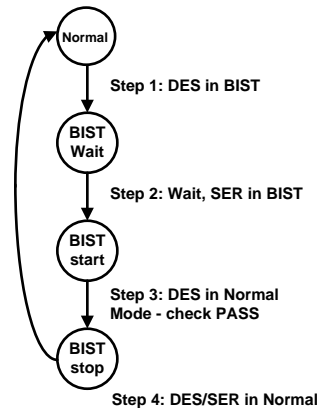 Normal
Step 1: DES in BIST
BIST
Wait
Step 2: Wait, SER in BIST
BIST
start
Step 3: DES in Normal
Mode - check PASS
BIST
stop
Step 4: DES/SER in Normal